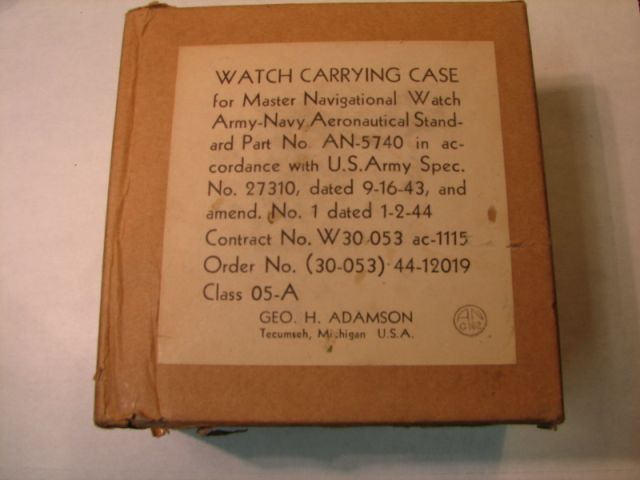 WATCH CARRYING CASE
for Master Navigational Watch
Army-Navy Aeronautical Stand-
ard Part No. AN-5740 in ac-
cordance with U.S. Army Spec.
No. 27310, dated 9-16-43, and
amend. No. 1 dated 1-2-44
Contract No. W30 053 ac-1115
Order No. (30-053) 44-12019
Class 05-A
GEO. H. ADAMSON
Tecumseh, Michigan U.S.A.
AN